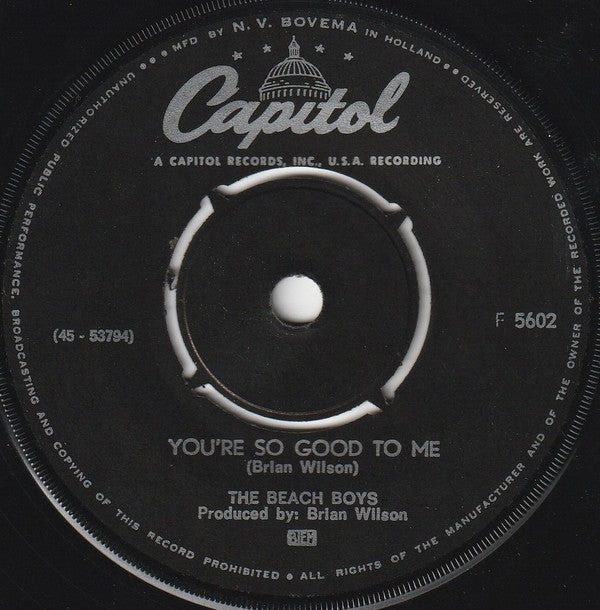 MFD BY N. V. BOVEMA IN HOLLAND
Capitol
A CAPITOL RECORDS, INC., U.S.A. RECORDING
(45 - 53794)
F 5602
YOU'RE SO GOOD TO ME
(Brian Wilson)
THE BEACH BOYS
Produced by: Brian Wilson
BIEM
ALL RIGHTS OF THE MANUFACTURER AND OF THE OWNER OF THE RECORDED WORK ARE RESERVED
UNAUTHORIZED PUBLIC PERFORMANCE, BROADCASTING AND COPYING OF THIS RECORD PROHIBITED